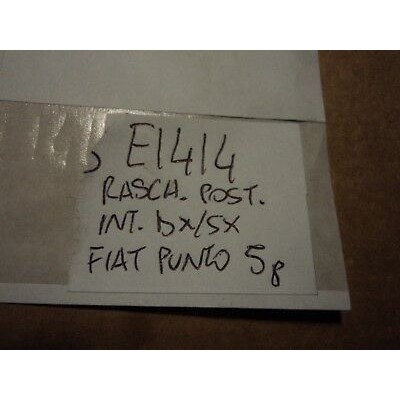 E1414
RASCH. POST.
INT. DX/SX
FIAT PUNTO 5p